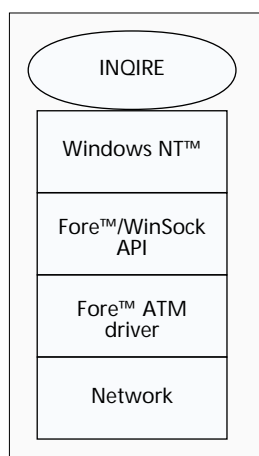 INQIRE
Windows NT™
Fore™/WinSock
API
Fore™ ATM
driver
Network